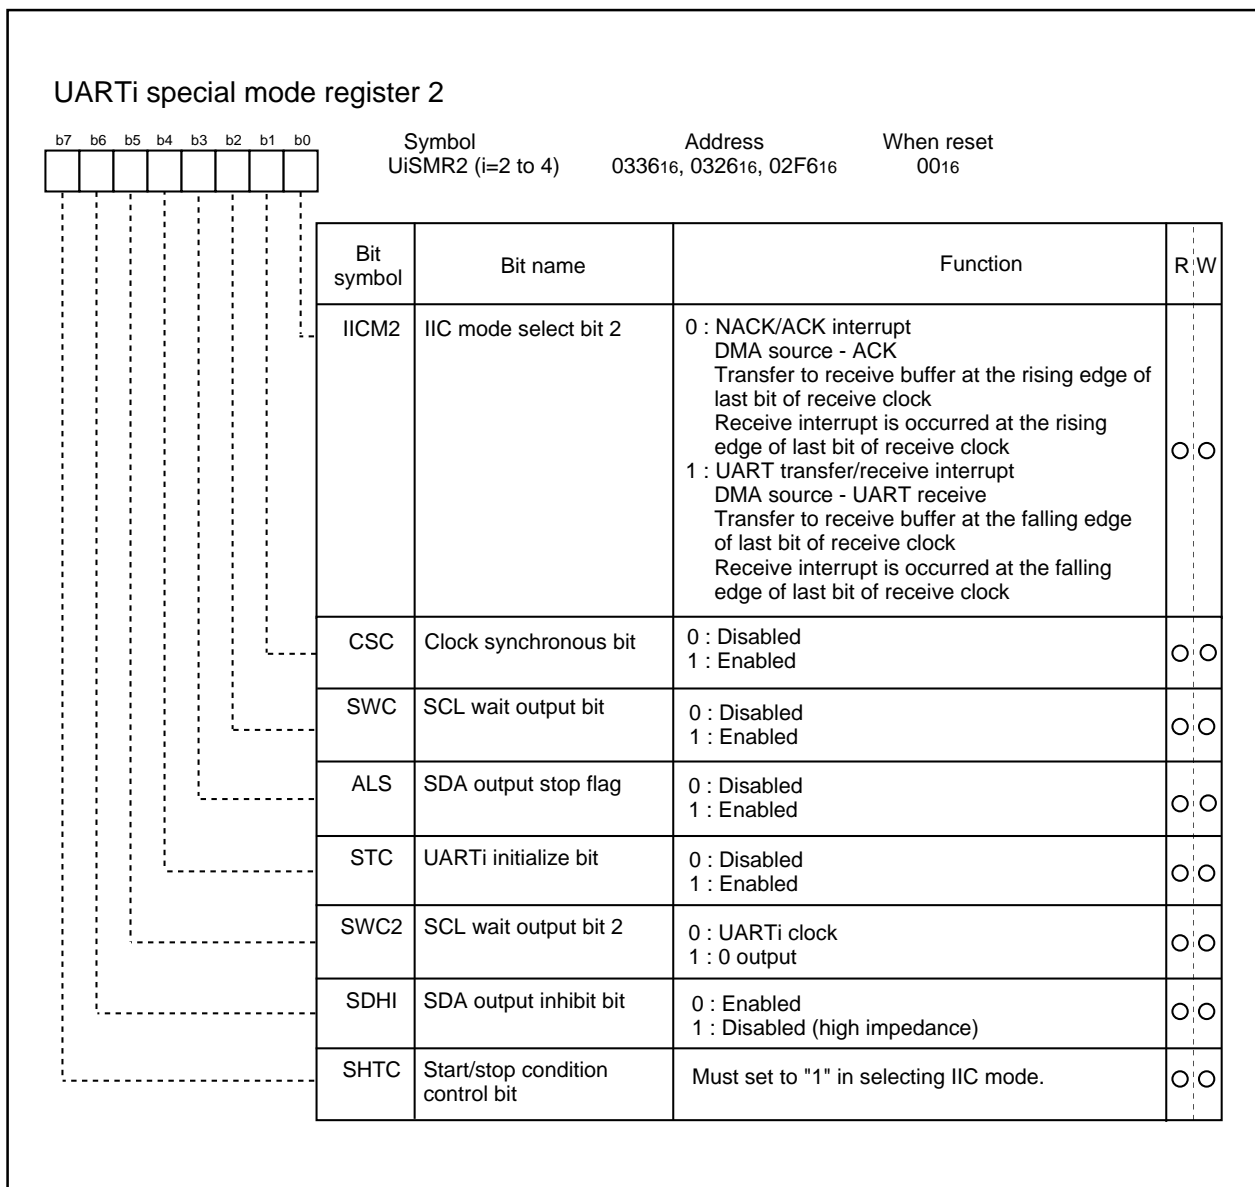 UARTi special mode register 2
b7 b6 b5 b4 b3 b2 b1 b0
Symbol Address When reset
UiSMR2 (i=2 to 4) 033616, 032616, 02F616 0016
Bit symbol Bit name Function R W
IICM2 IIC mode select bit 2 0 : NACK/ACK interrupt
DMA source - ACK
Transfer to receive buffer at the rising edge of
last bit of receive clock
Receive interrupt is occurred at the rising
edge of last bit of receive clock
1 : UART transfer/receive interrupt
DMA source - UART receive
Transfer to receive buffer at the falling edge
of last bit of receive clock
Receive interrupt is occurred at the falling
edge of last bit of receive clock
CSC Clock synchronous bit 0 : Disabled
1 : Enabled
SWC SCL wait output bit 0 : Disabled
1 : Enabled
ALS SDA output stop flag 0 : Disabled
1 : Enabled
STC UARTi initialize bit 0 : Disabled
1 : Enabled
SWC2 SCL wait output bit 2 0 : UARTi clock
1 : 0 output
SDHI SDA output inhibit bit 0 : Enabled
1 : Disabled (high impedance)
SHTC Start/stop condition
control bit
Must set to "1" in selecting IIC mode.